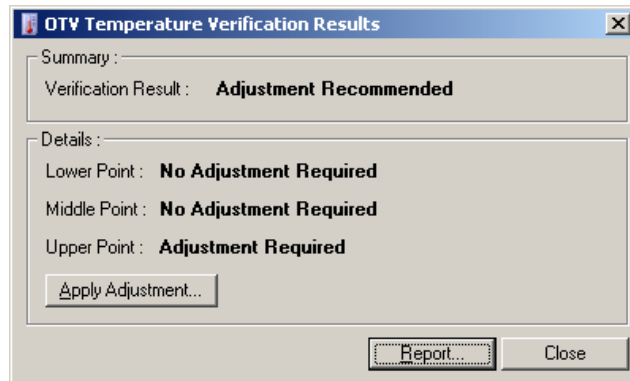 OTV Temperature Verification Results
Summary :
Verification Result : Adjustment Recommended
Details :
Lower Point : No Adjustment Required
Middle Point : No Adjustment Required
Upper Point : Adjustment Required
Apply Adjustment...
Report... Close